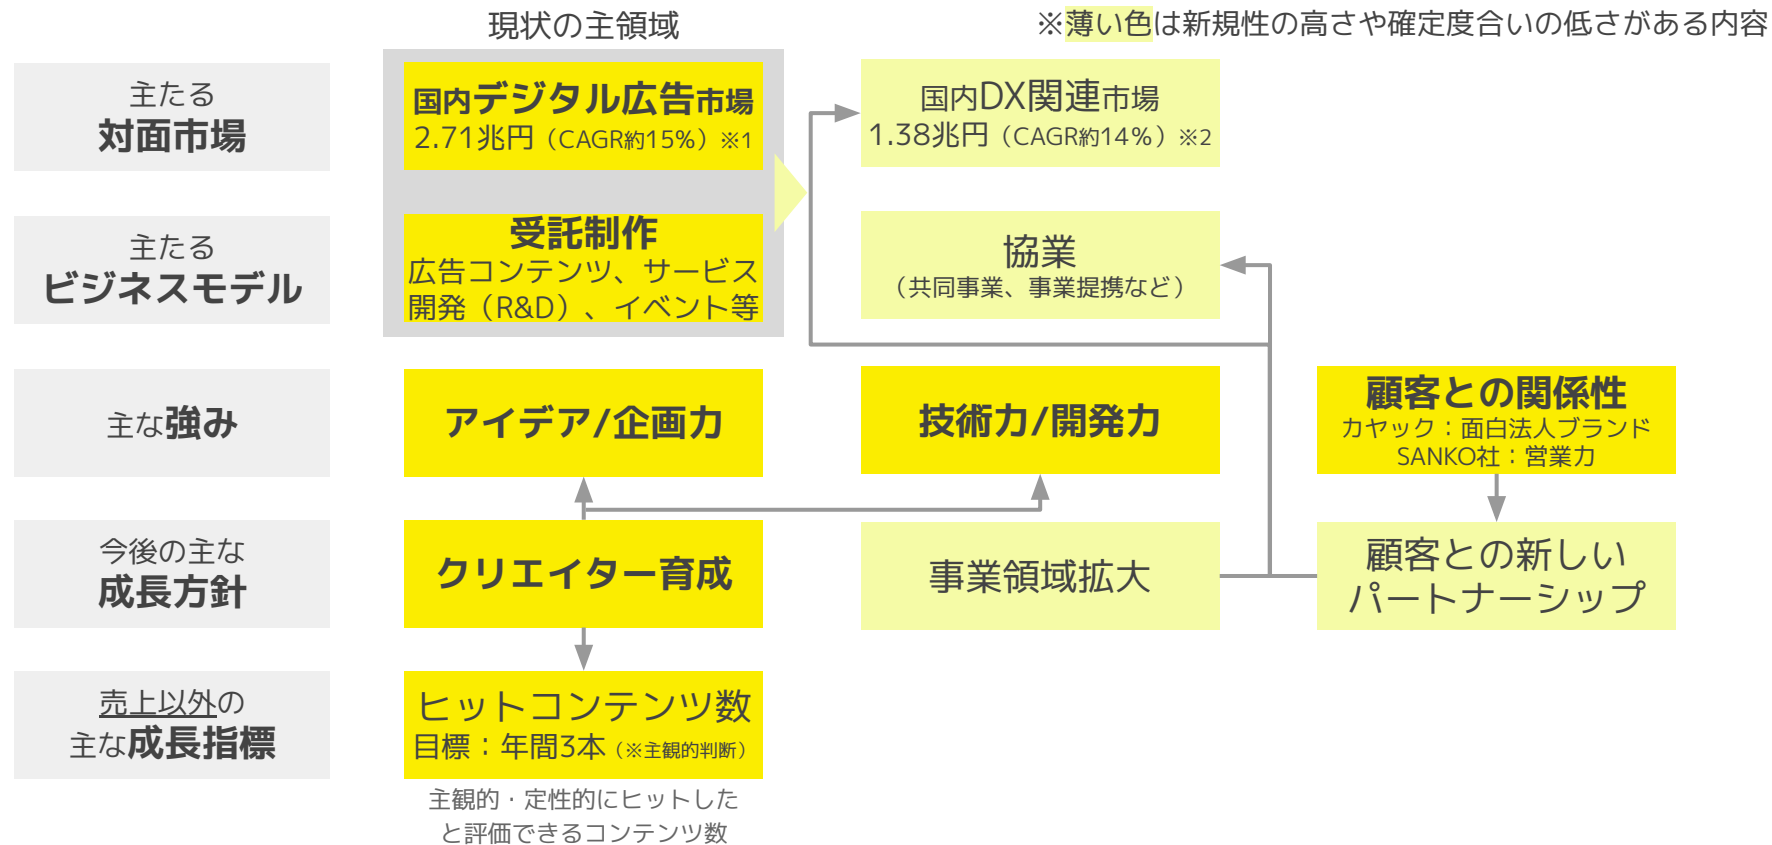 現状の主領域
※薄い色は新規性の高さや確定度合いの低さがある内容
主たる
対面市場
国内デジタル広告市場
2.71兆円（CAGR約15%）※1
国内DX関連市場
1.38兆円（CAGR約14%）※2
主たる
ビジネスモデル
受託制作
広告コンテンツ、サービス
開発（R&D）、イベント等
協業
（共同事業、事業提携など）
主な強み
アイデア/企画力
技術力/開発力
顧客との関係性
カヤック：面白法人ブランド
SANKO社：営業力
今後の主な
成長方針
クリエイター育成
事業領域拡大
顧客との新しい
パートナーシップ
売上以外の
主な成長指標
ヒットコンテンツ数
目標：年間3本（※主観的判断）
主観的・定性的にヒットした
と評価できるコンテンツ数